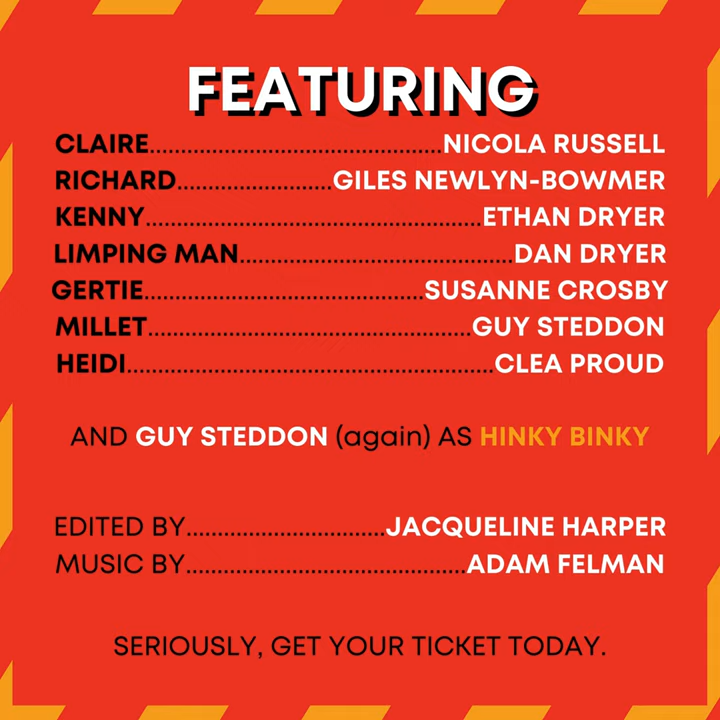 FEATURING
CLAIRE..........................................NICOLA RUSSELL
RICHARD......................GILES NEWLYN-BOWMER
KENNY................................................ETHAN DRYER
LIMPING MAN.......................................DAN DRYER
GERTIE........................................SUSANNE CROSBY
MILLET..............................................GUY STEDDON
HEIDI.....................................................CLEA PROUD
AND GUY STEDDON (again) AS HINKY BINKY
EDITED BY.............................JACQUELINE HARPER
MUSIC BY........................................ADAM FELMAN
SERIOUSLY, GET YOUR TICKET TODAY.